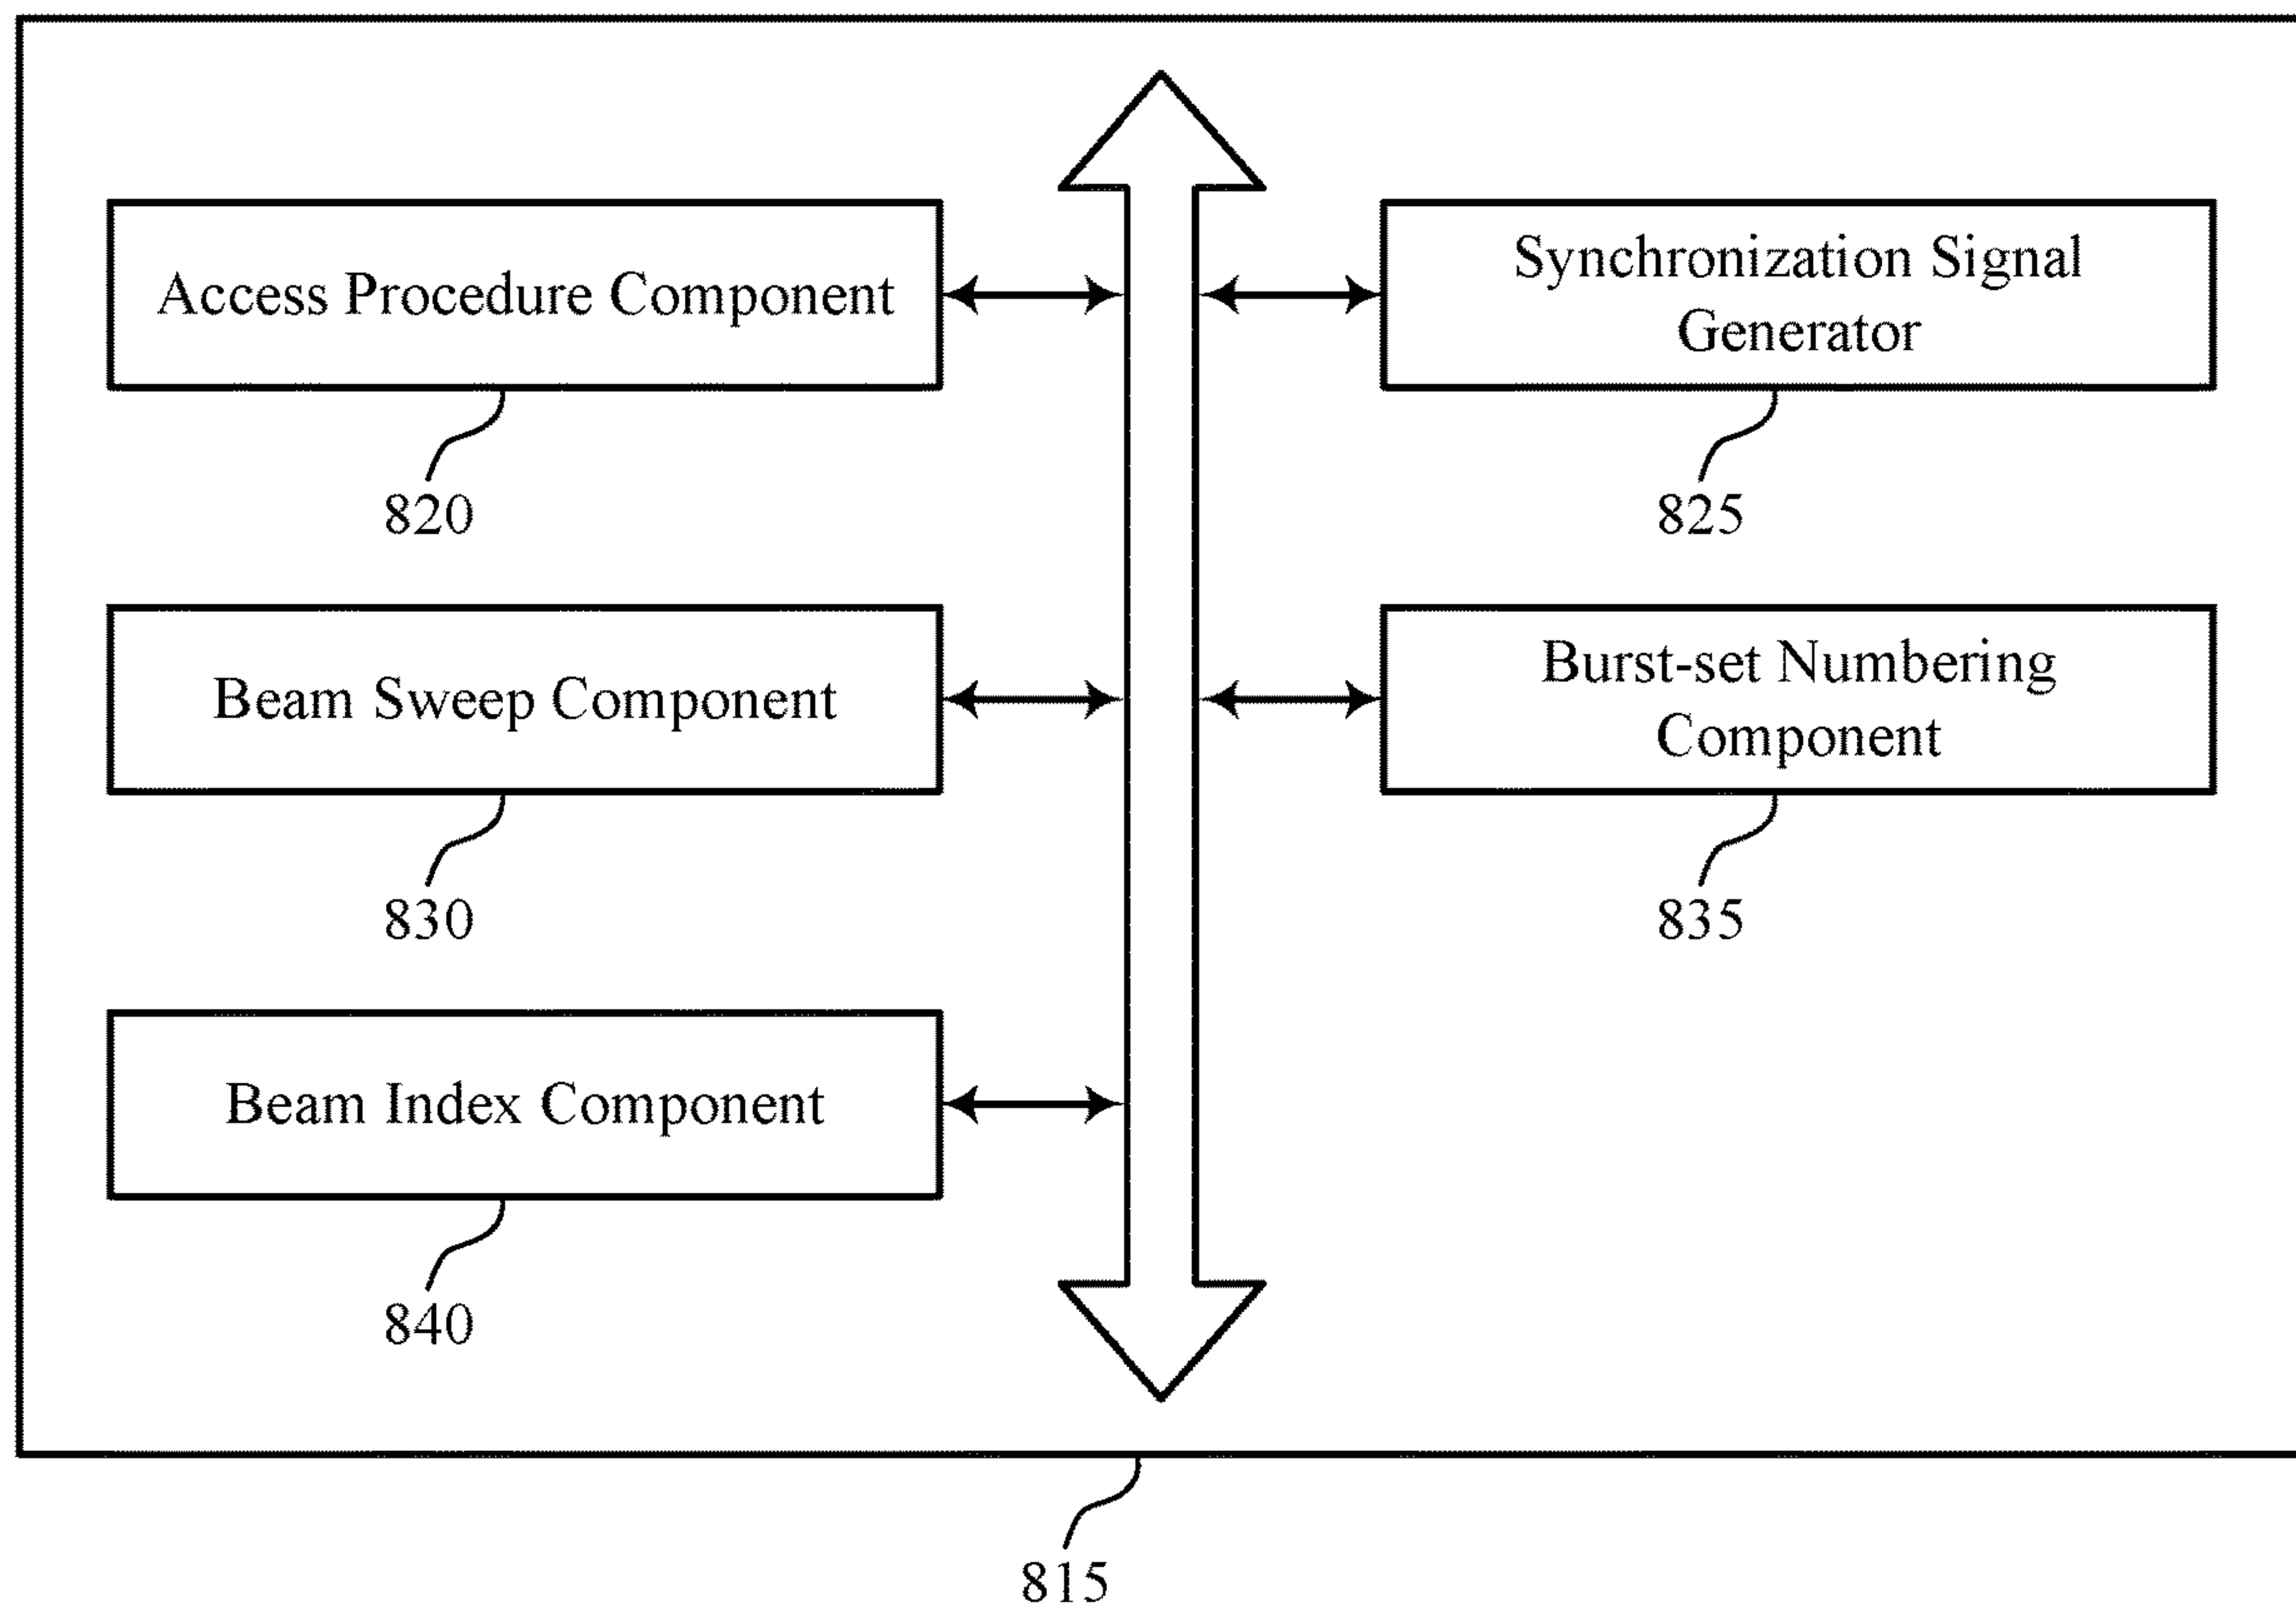 Access Procedure Component
820
Synchronization Signal
Generator
825
Beam Sweep Component
830
Burst-set Numbering
Component
835
Beam Index Component
840
815